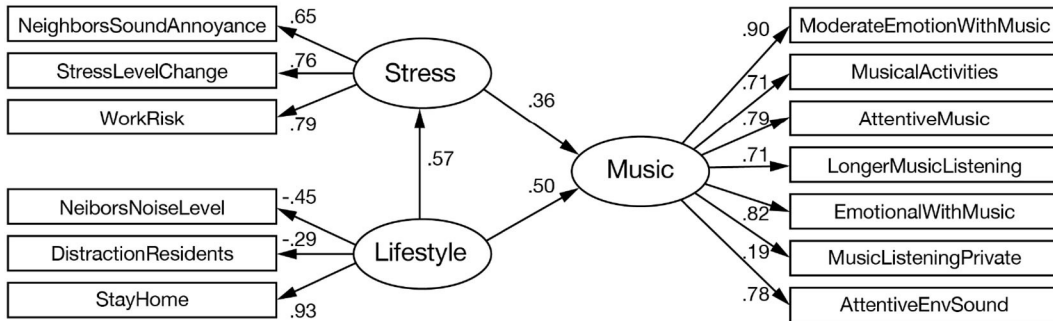 NeighborsSoundAnnoyance
.65
StressLevelChange
.76
WorkRisk
.79
Stress
.36
.57
NeiborsNoiseLevel
-.45
DistractionResidents
-.29
StayHome
.93
Lifestyle
.50
Music
.90
ModerateEmotionWithMusic
.71
MusicalActivities
.79
AttentiveMusic
.71
LongerMusicListening
.82
EmotionalWithMusic
.19
MusicListeningPrivate
.78
AttentiveEnvSound